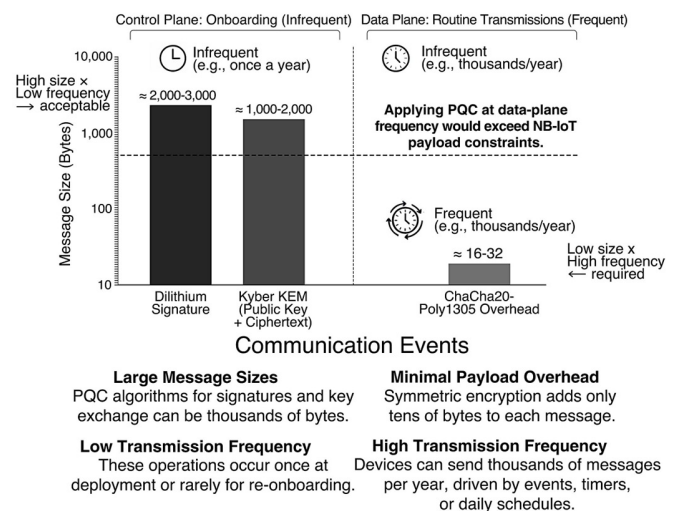 Control Plane: Onboarding (Infrequent)
Data Plane: Routine Transmissions (Frequent)
Infrequent
(e.g., once a year)
Infrequent
(e.g., thousands/year)
10,000
High size ×
Low frequency
→ acceptable
≈ 2,000-3,000
≈ 1,000-2,000
Applying PQC at data-plane
frequency would exceed NB-IoT
payload constraints.
1,000
Message Size (Bytes)
100
Frequent
(e.g., thousands/year)
≈ 16-32
Low size x
High frequency
← required
10
Dilithium
Signature
Kyber KEM
(Public Key
+ Ciphertext)
ChaCha20-
Poly1305 Overhead
Communication Events
Large Message Sizes
PQC algorithms for signatures and key
exchange can be thousands of bytes.
Minimal Payload Overhead
Symmetric encryption adds only
tens of bytes to each message.
Low Transmission Frequency
These operations occur once at
deployment or rarely for re-onboarding.
High Transmission Frequency
Devices can send thousands of messages
per year, driven by events, timers,
or daily schedules.